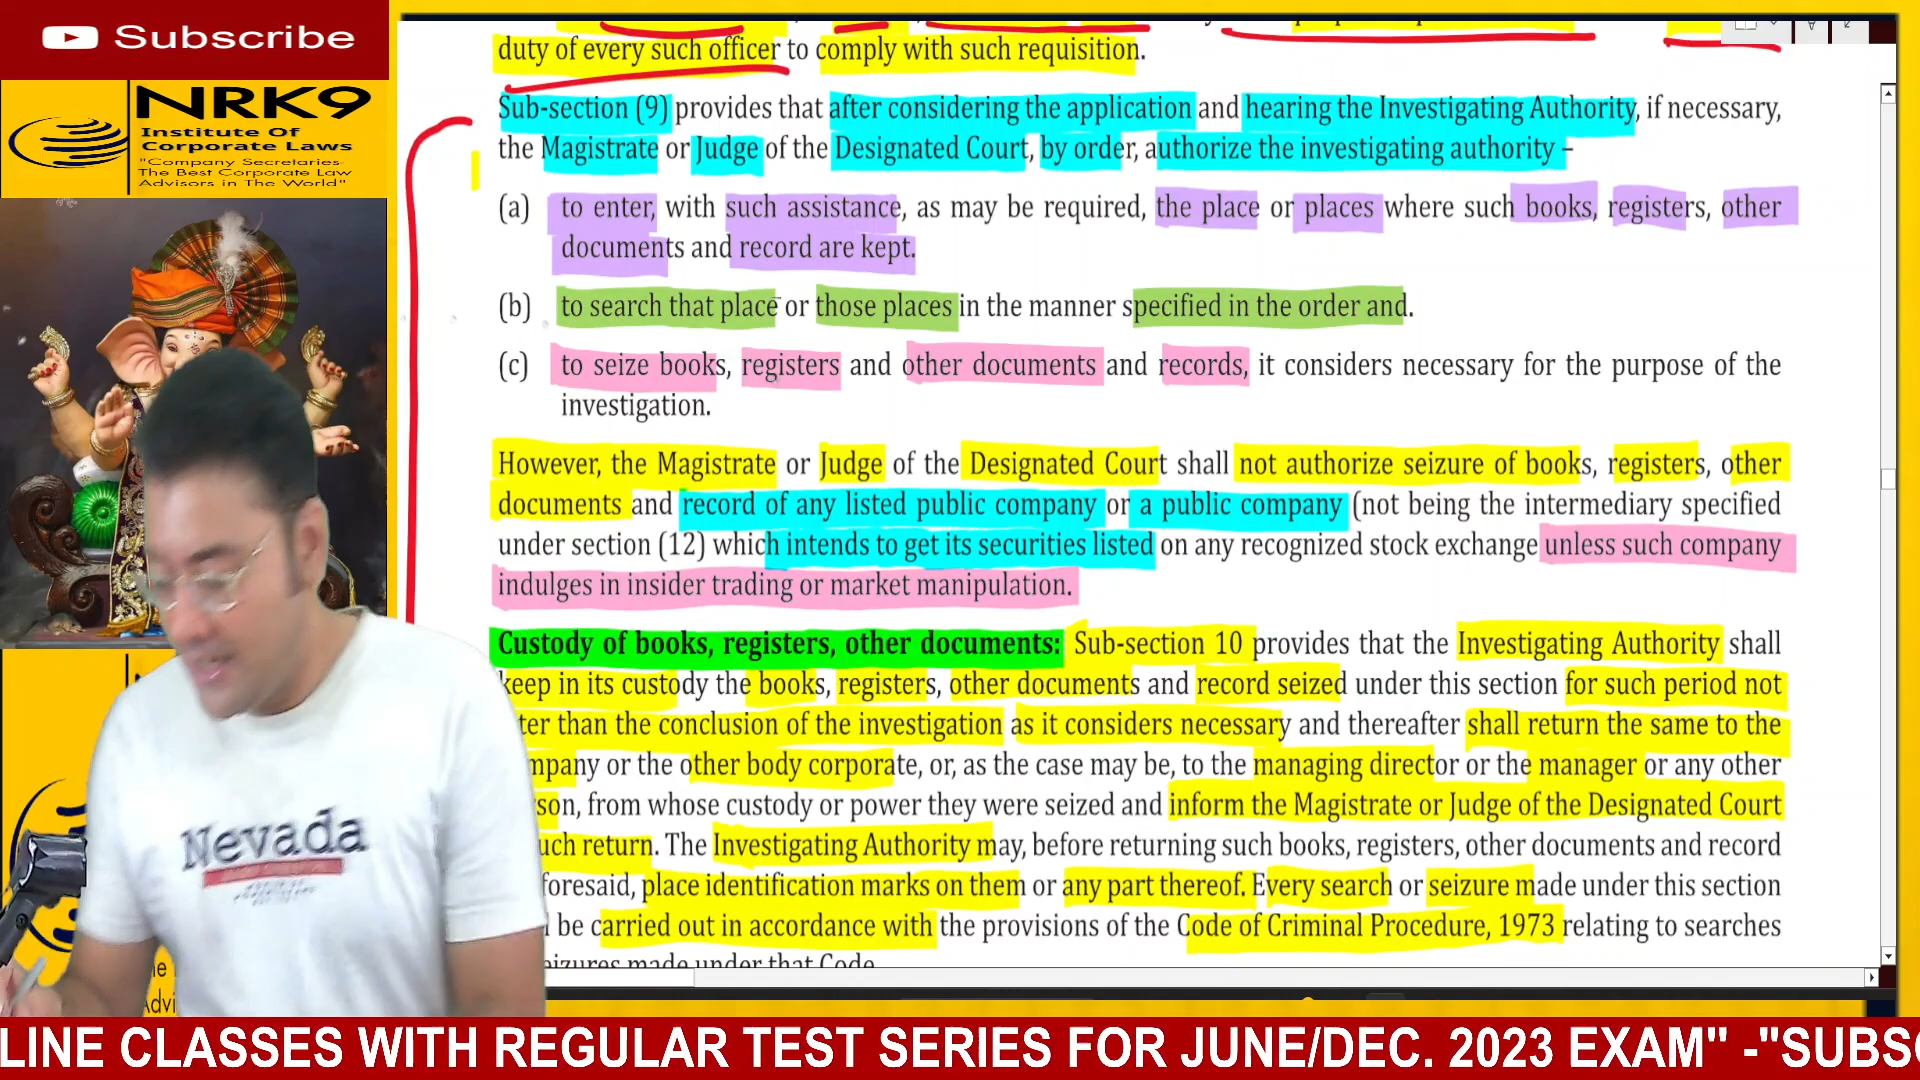 Subscribe
NRK9
Institute Of
Corporate Laws
"Company Secretaries-
The Best Corporate Law
Advisors in The World"
duty of every such officer to comply with such requisition.
Sub-section (9) provides that after considering the application and hearing the Investigating Authority, if necessary,
the Magistrate or Judge of the Designated Court, by order, authorize the investigating authority –
(a) to enter, with such assistance, as may be required, the place or places where such books, registers, other
documents and record are kept.
(b) to search that place or those places in the manner specified in the order and.
(c) to seize books, registers and other documents and records, it considers necessary for the purpose of the
investigation.
However, the Magistrate or Judge of the Designated Court shall not authorize seizure of books, registers, other
documents and record of any listed public company or a public company (not being the intermediary specified
under section (12) which intends to get its securities listed on any recognized stock exchange unless such company
indulges in insider trading or market manipulation.
Custody of books, registers, other documents: Sub-section 10 provides that the Investigating Authority shall
keep in its custody the books, registers, other documents and record seized under this section for such period not
ter than the conclusion of the investigation as it considers necessary and thereafter shall return the same to the
mpany or the other body corporate, or, as the case may be, to the managing director or the manager or any other
son, from whose custody or power they were seized and inform the Magistrate or Judge of the Designated Court
uch return. The Investigating Authority may, before returning such books, registers, other documents and record
foresaid, place identification marks on them or any part thereof. Every search or seizure made under this section
be carried out in accordance with the provisions of the Code of Criminal Procedure, 1973 relating to searches
eizures made under that Code.
Nevada
LINE CLASSES WITH REGULAR TEST SERIES FOR JUNE/DEC. 2023 EXAM" -"SUBSC